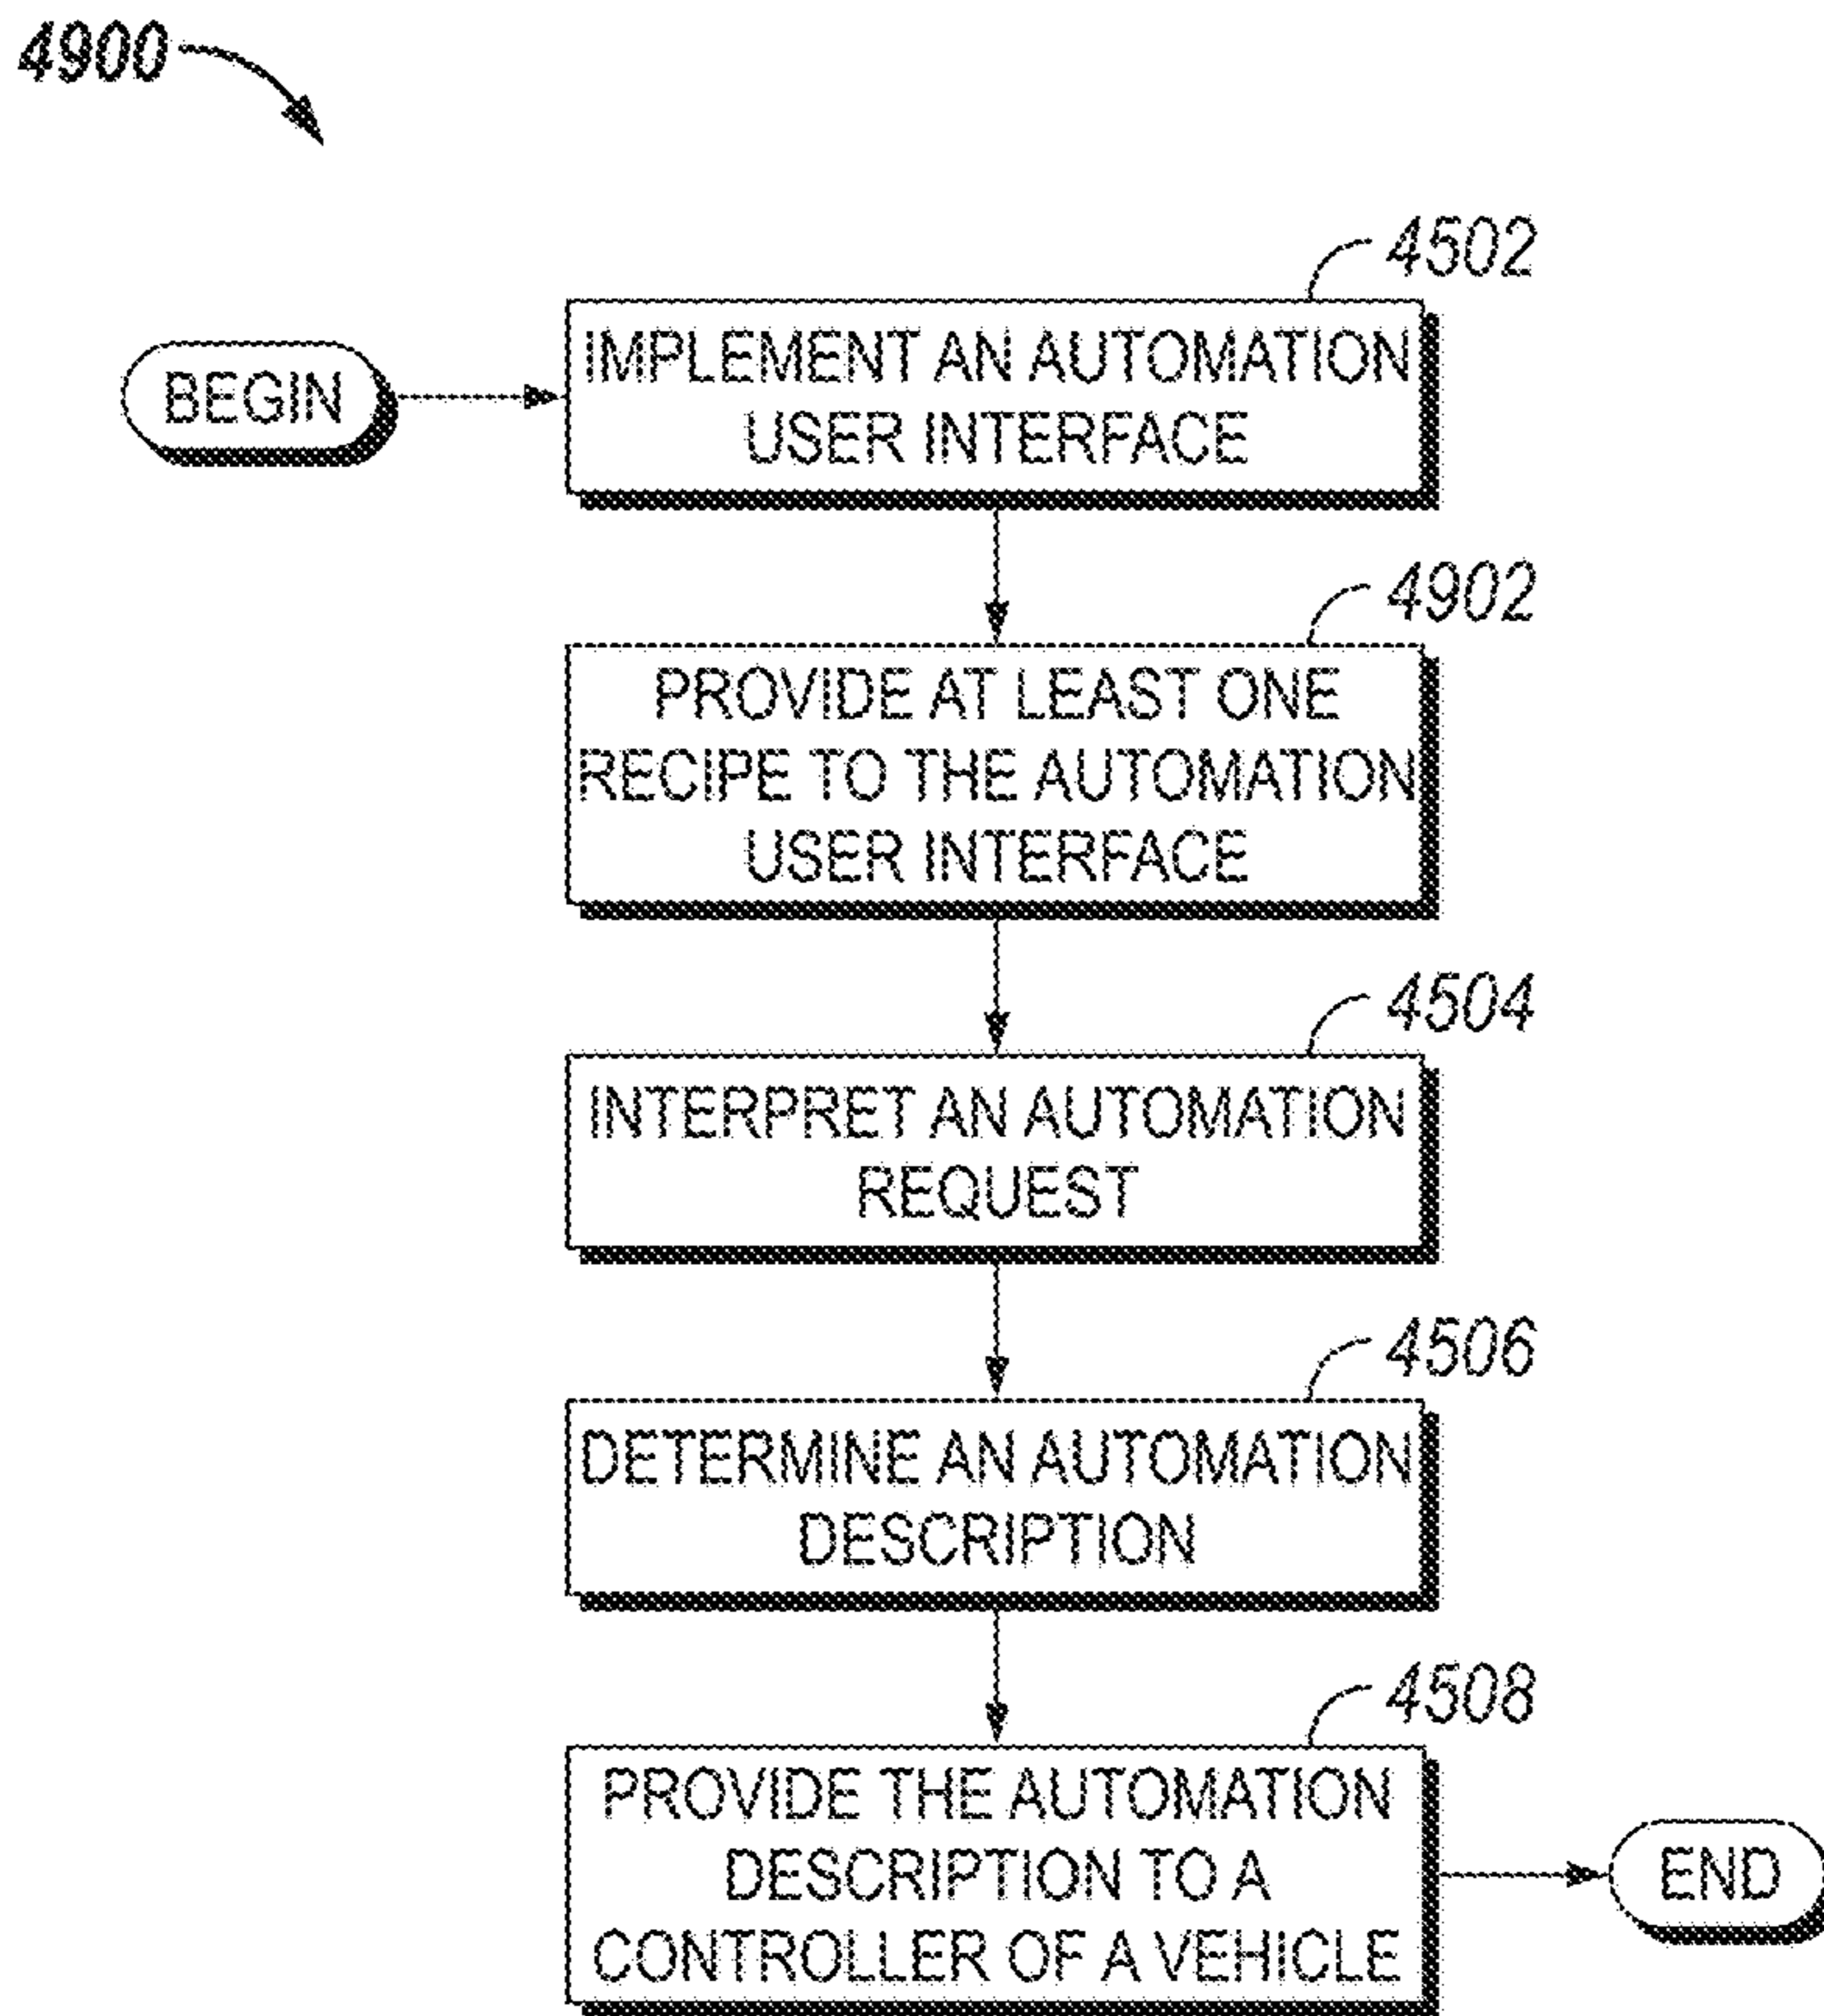 4900
4502
BEGIN
IMPLEMENT AN AUTOMATION
USER INTERFACE
4902
PROVIDE AT LEAST ONE
RECIPE TO THE AUTOMATION
USER INTERFACE
4504
INTERPRET AN AUTOMATION
REQUEST
4506
DETERMINE AN AUTOMATION
DESCRIPTION
4508
PROVIDE THE AUTOMATION
DESCRIPTION TO A
CONTROLLER OF A VEHICLE
END